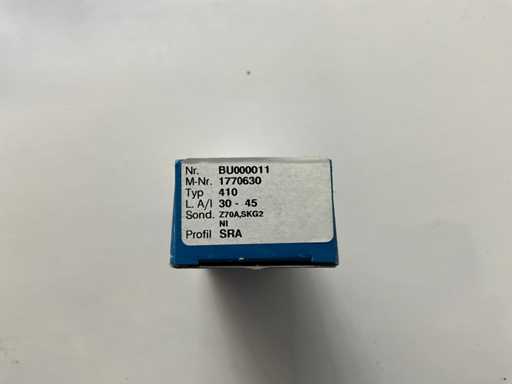 Nr. BU000011
M-Nr. 1770630
Typ 410
L. A/I 30 - 45
Sond. Z70A,SKG2
NI
Profil SRA